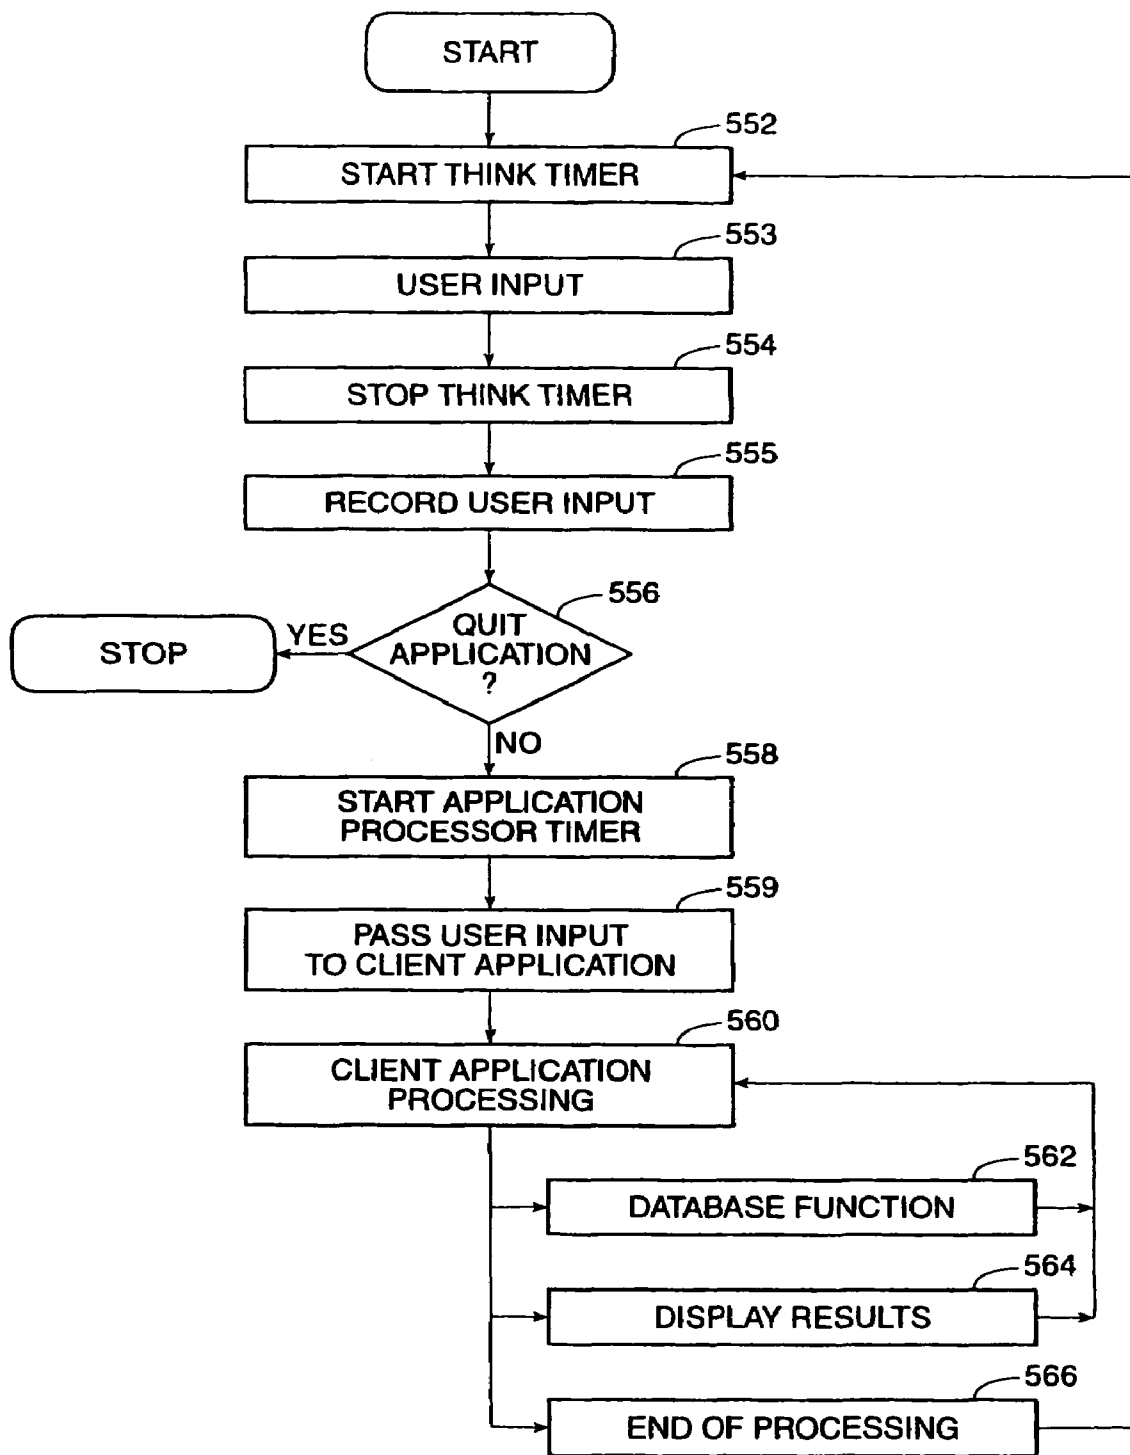 START
552
START THINK TIMER
553
USER INPUT
554
STOP THINK TIMER
555
RECORD USER INPUT
556
QUIT
APPLICATION
?
YES
STOP
NO
558
START APPLICATION
PROCESSOR TIMER
559
PASS USER INPUT
TO CLIENT APPLICATION
560
CLIENT APPLICATION
PROCESSING
562
DATABASE FUNCTION
564
DISPLAY RESULTS
566
END OF PROCESSING